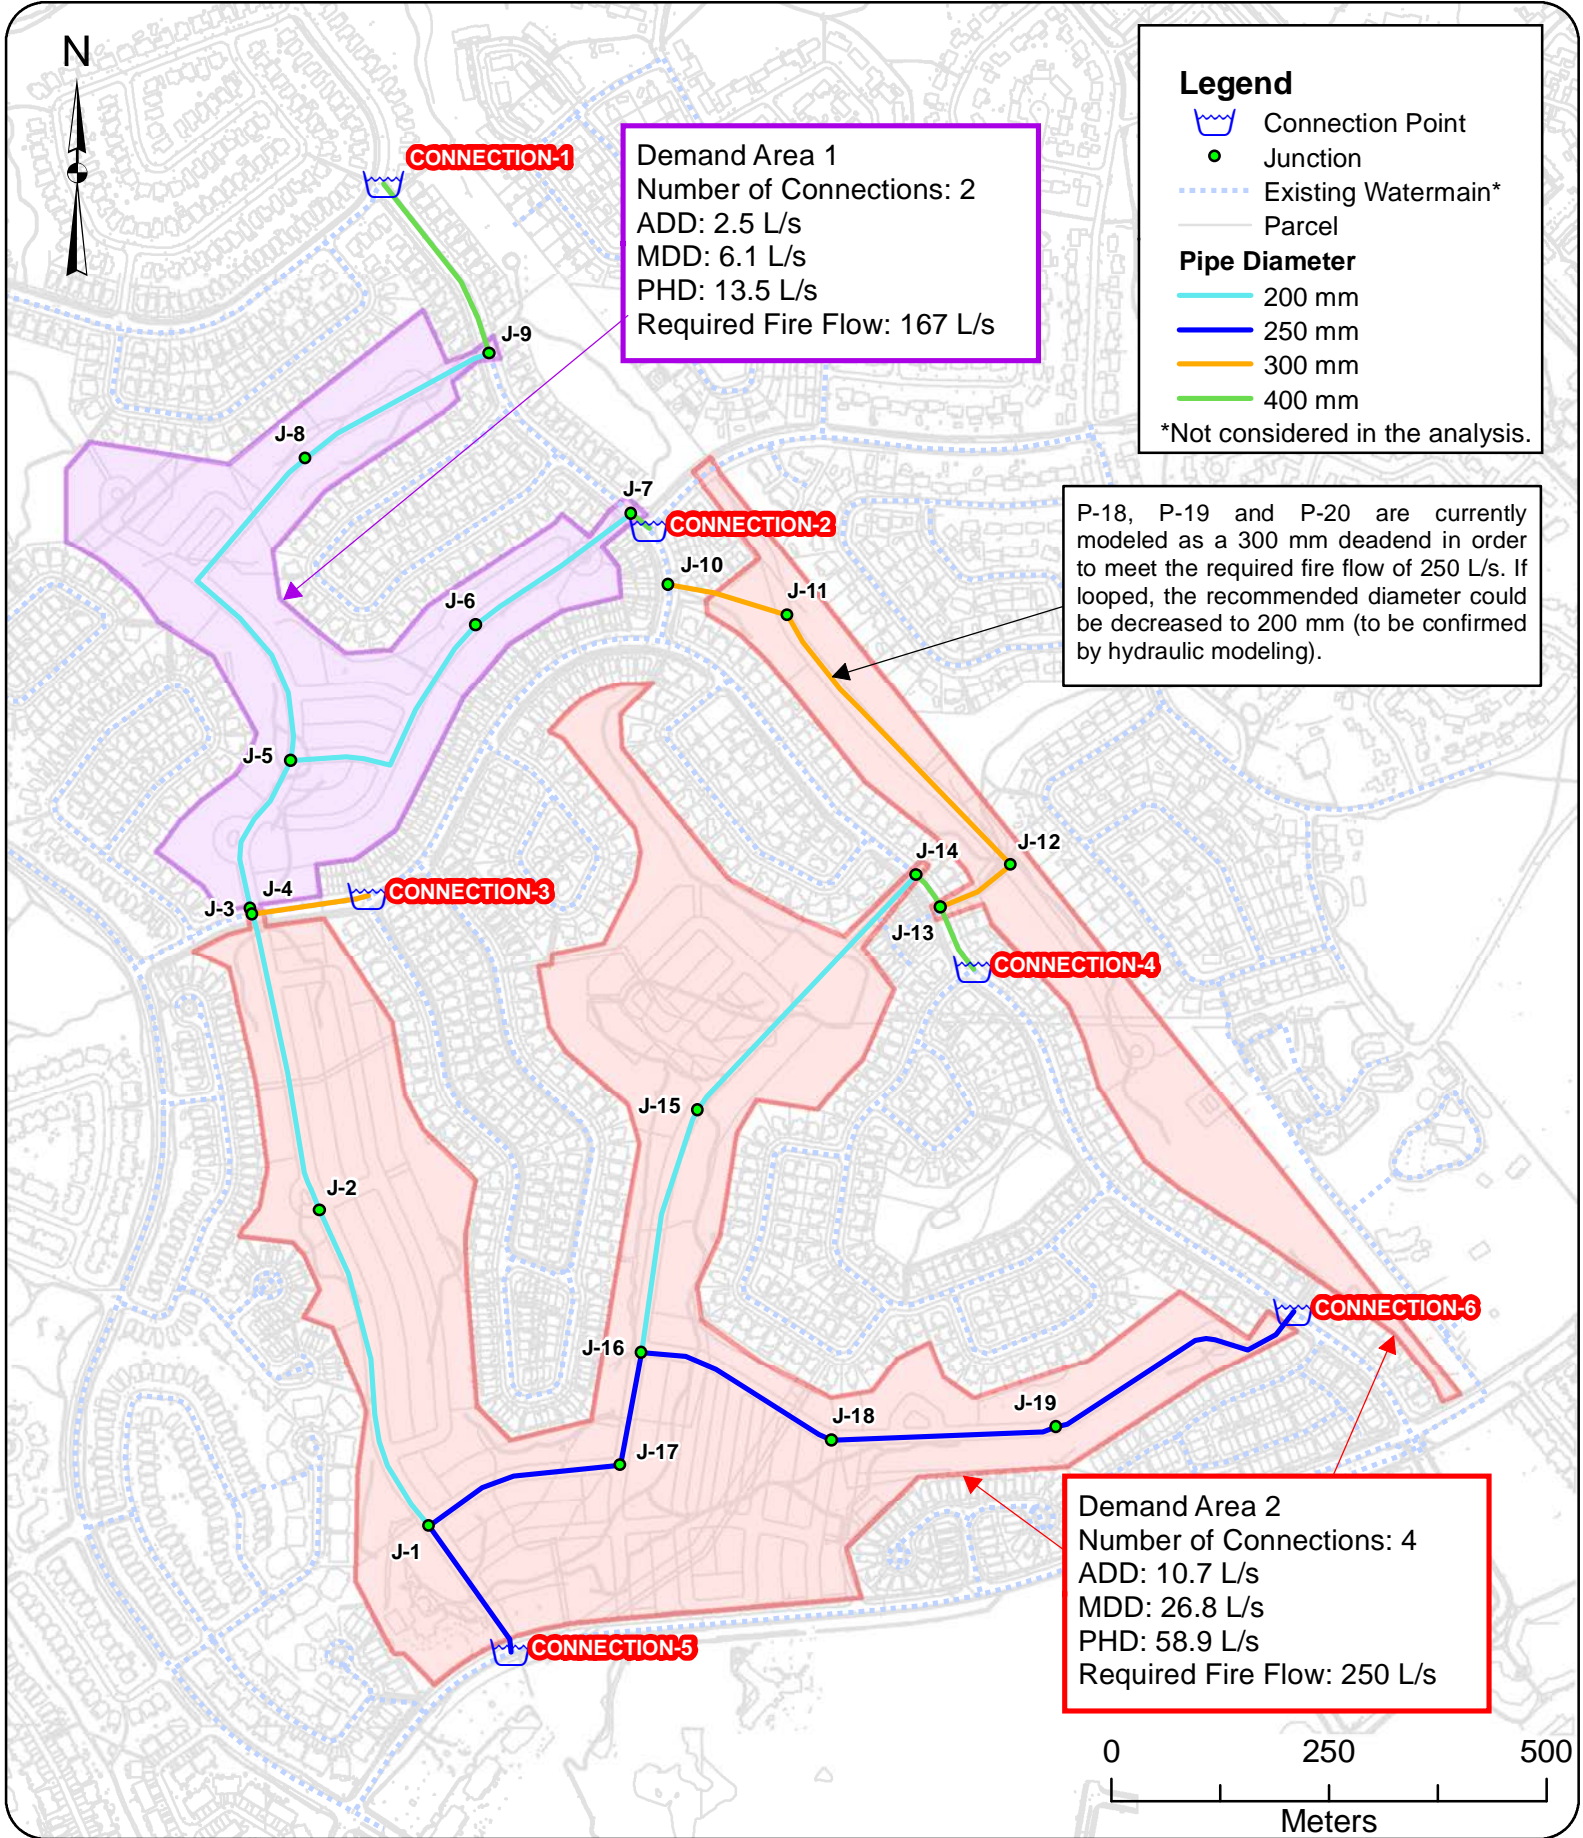 N
Legend
Connection Point
Junction
Existing Watermain*
Parcel
Pipe Diameter
200 mm
250 mm
300 mm
400 mm
*Not considered in the analysis.
CONNECTION-1
Demand Area 1
Number of Connections: 2
ADD: 2.5 L/s
MDD: 6.1 L/s
PHD: 13.5 L/s
Required Fire Flow: 167 L/s
J-9
J-8
J-7
CONNECTION-2
P-18, P-19 and P-20 are currently
modeled as a 300 mm deadend in order
to meet the required fire flow of 250 L/s. If
looped, the recommended diameter could
be decreased to 200 mm (to be confirmed
by hydraulic modeling).
J-10
J-11
J-6
J-5
J-12
J-14
J-4
J-3
CONNECTION-3
J-13
CONNECTION-4
J-15
J-2
CONNECTION-6
J-16
J-19
J-18
J-17
J-1
Demand Area 2
Number of Connections: 4
ADD: 10.7 L/s
MDD: 26.8 L/s
PHD: 58.9 L/s
Required Fire Flow: 250 L/s
CONNECTION-5
0 250 500
Meters